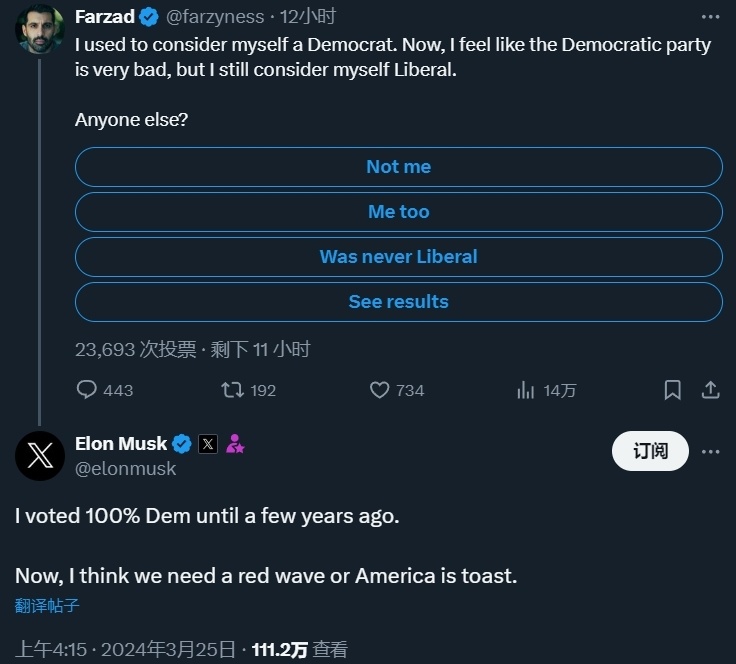 Farzad @farzyness · 12小时
I used to consider myself a Democrat. Now, I feel like the Democratic party
is very bad, but I still consider myself Liberal.
Anyone else?
Not me
Me too
Was never Liberal
See results
23,693 次投票 · 剩下 11 小时
443 192 734 14万
Elon Musk
@elonmusk
订阅
I voted 100% Dem until a few years ago.
Now, I think we need a red wave or America is toast.
翻译帖子
上午4:15 · 2024年3月25日 · 111.2万 查看